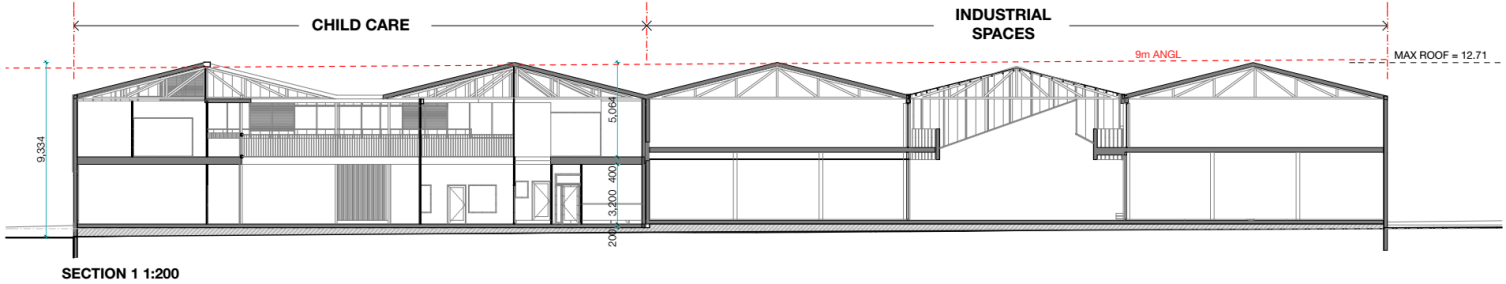 CHILD CARE
INDUSTRIAL
SPACES
9m ANGL
MAX ROOF = 12.71
9,334
5,064
400
3,200
200
SECTION 1 1:200